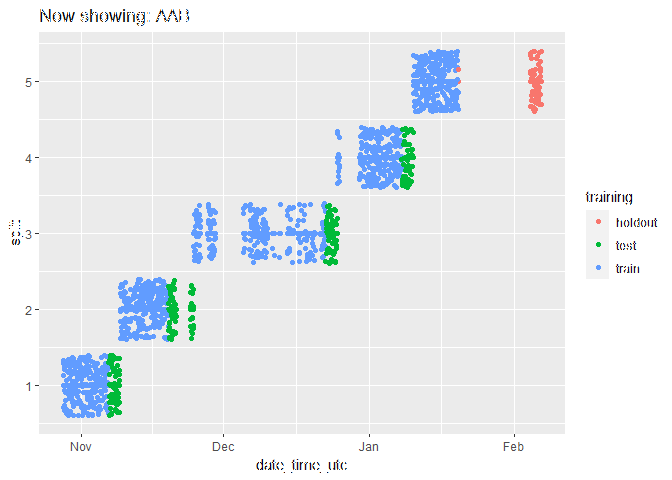 Now showing: AAB
5
4
3
2
1
split
Nov
Dec
Jan
Feb
date_time_utc
training
holdout
test
train